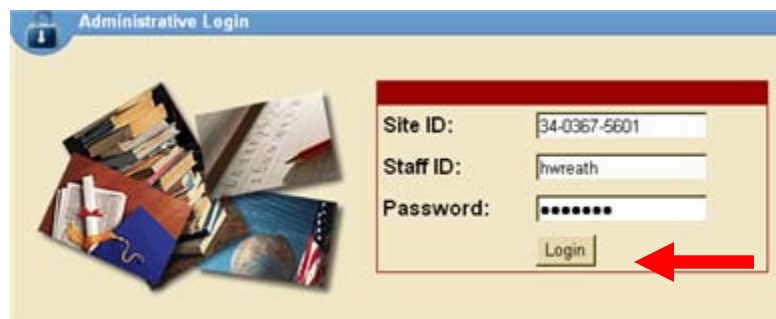 Administrative Login
Site ID: 34-0367-5601
Staff ID: hwreath
Password: •••••••
Login